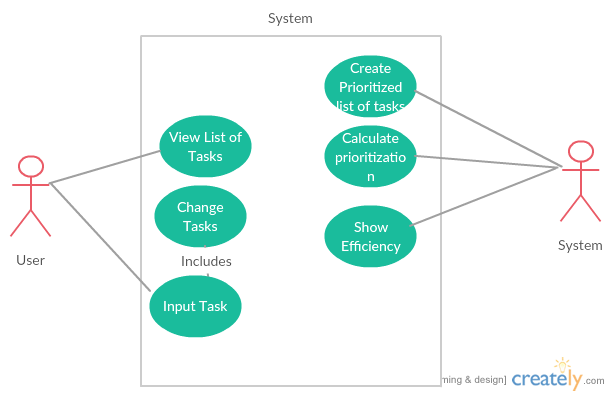 System
Create
Prioritized
list of tasks
View List of
Tasks
Calculate
prioritizatio
n
Change
Tasks
Show
Efficiency
Includes
Input Task
User
System
ming & design]
creately.com